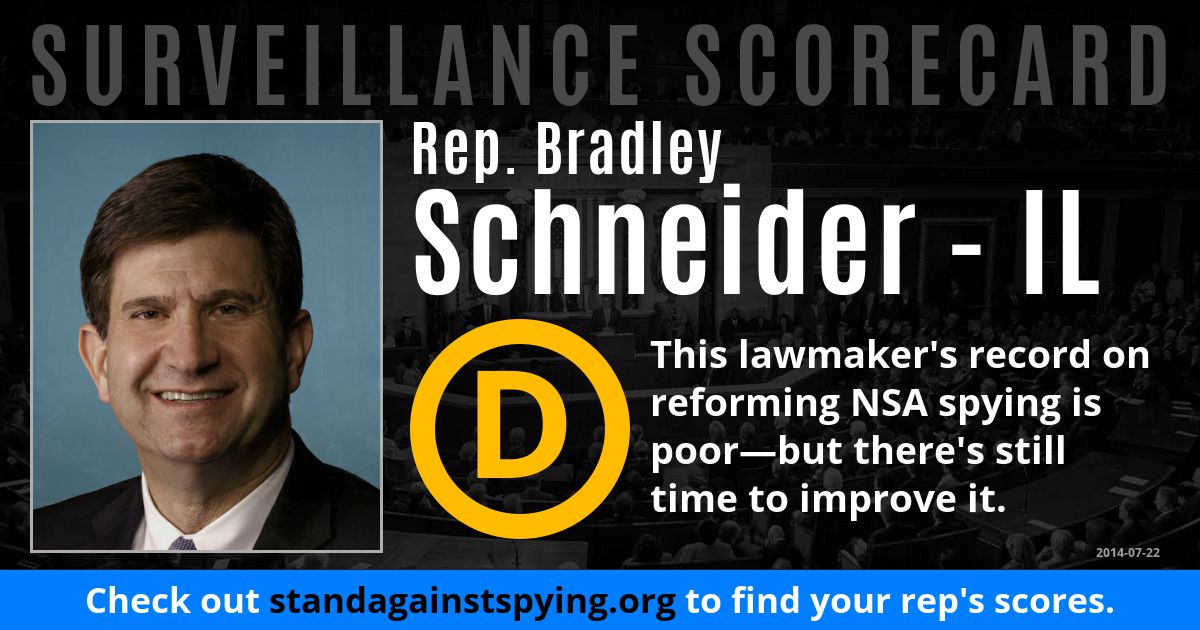 SURVEILLANCE SCORECARD
Rep. Bradley
Schneider - IL
D
This lawmaker's record on
reforming NSA spying is
poor—but there's still
time to improve it.
2014-07-22
Check out standagainstspying.org to find your rep's scores.